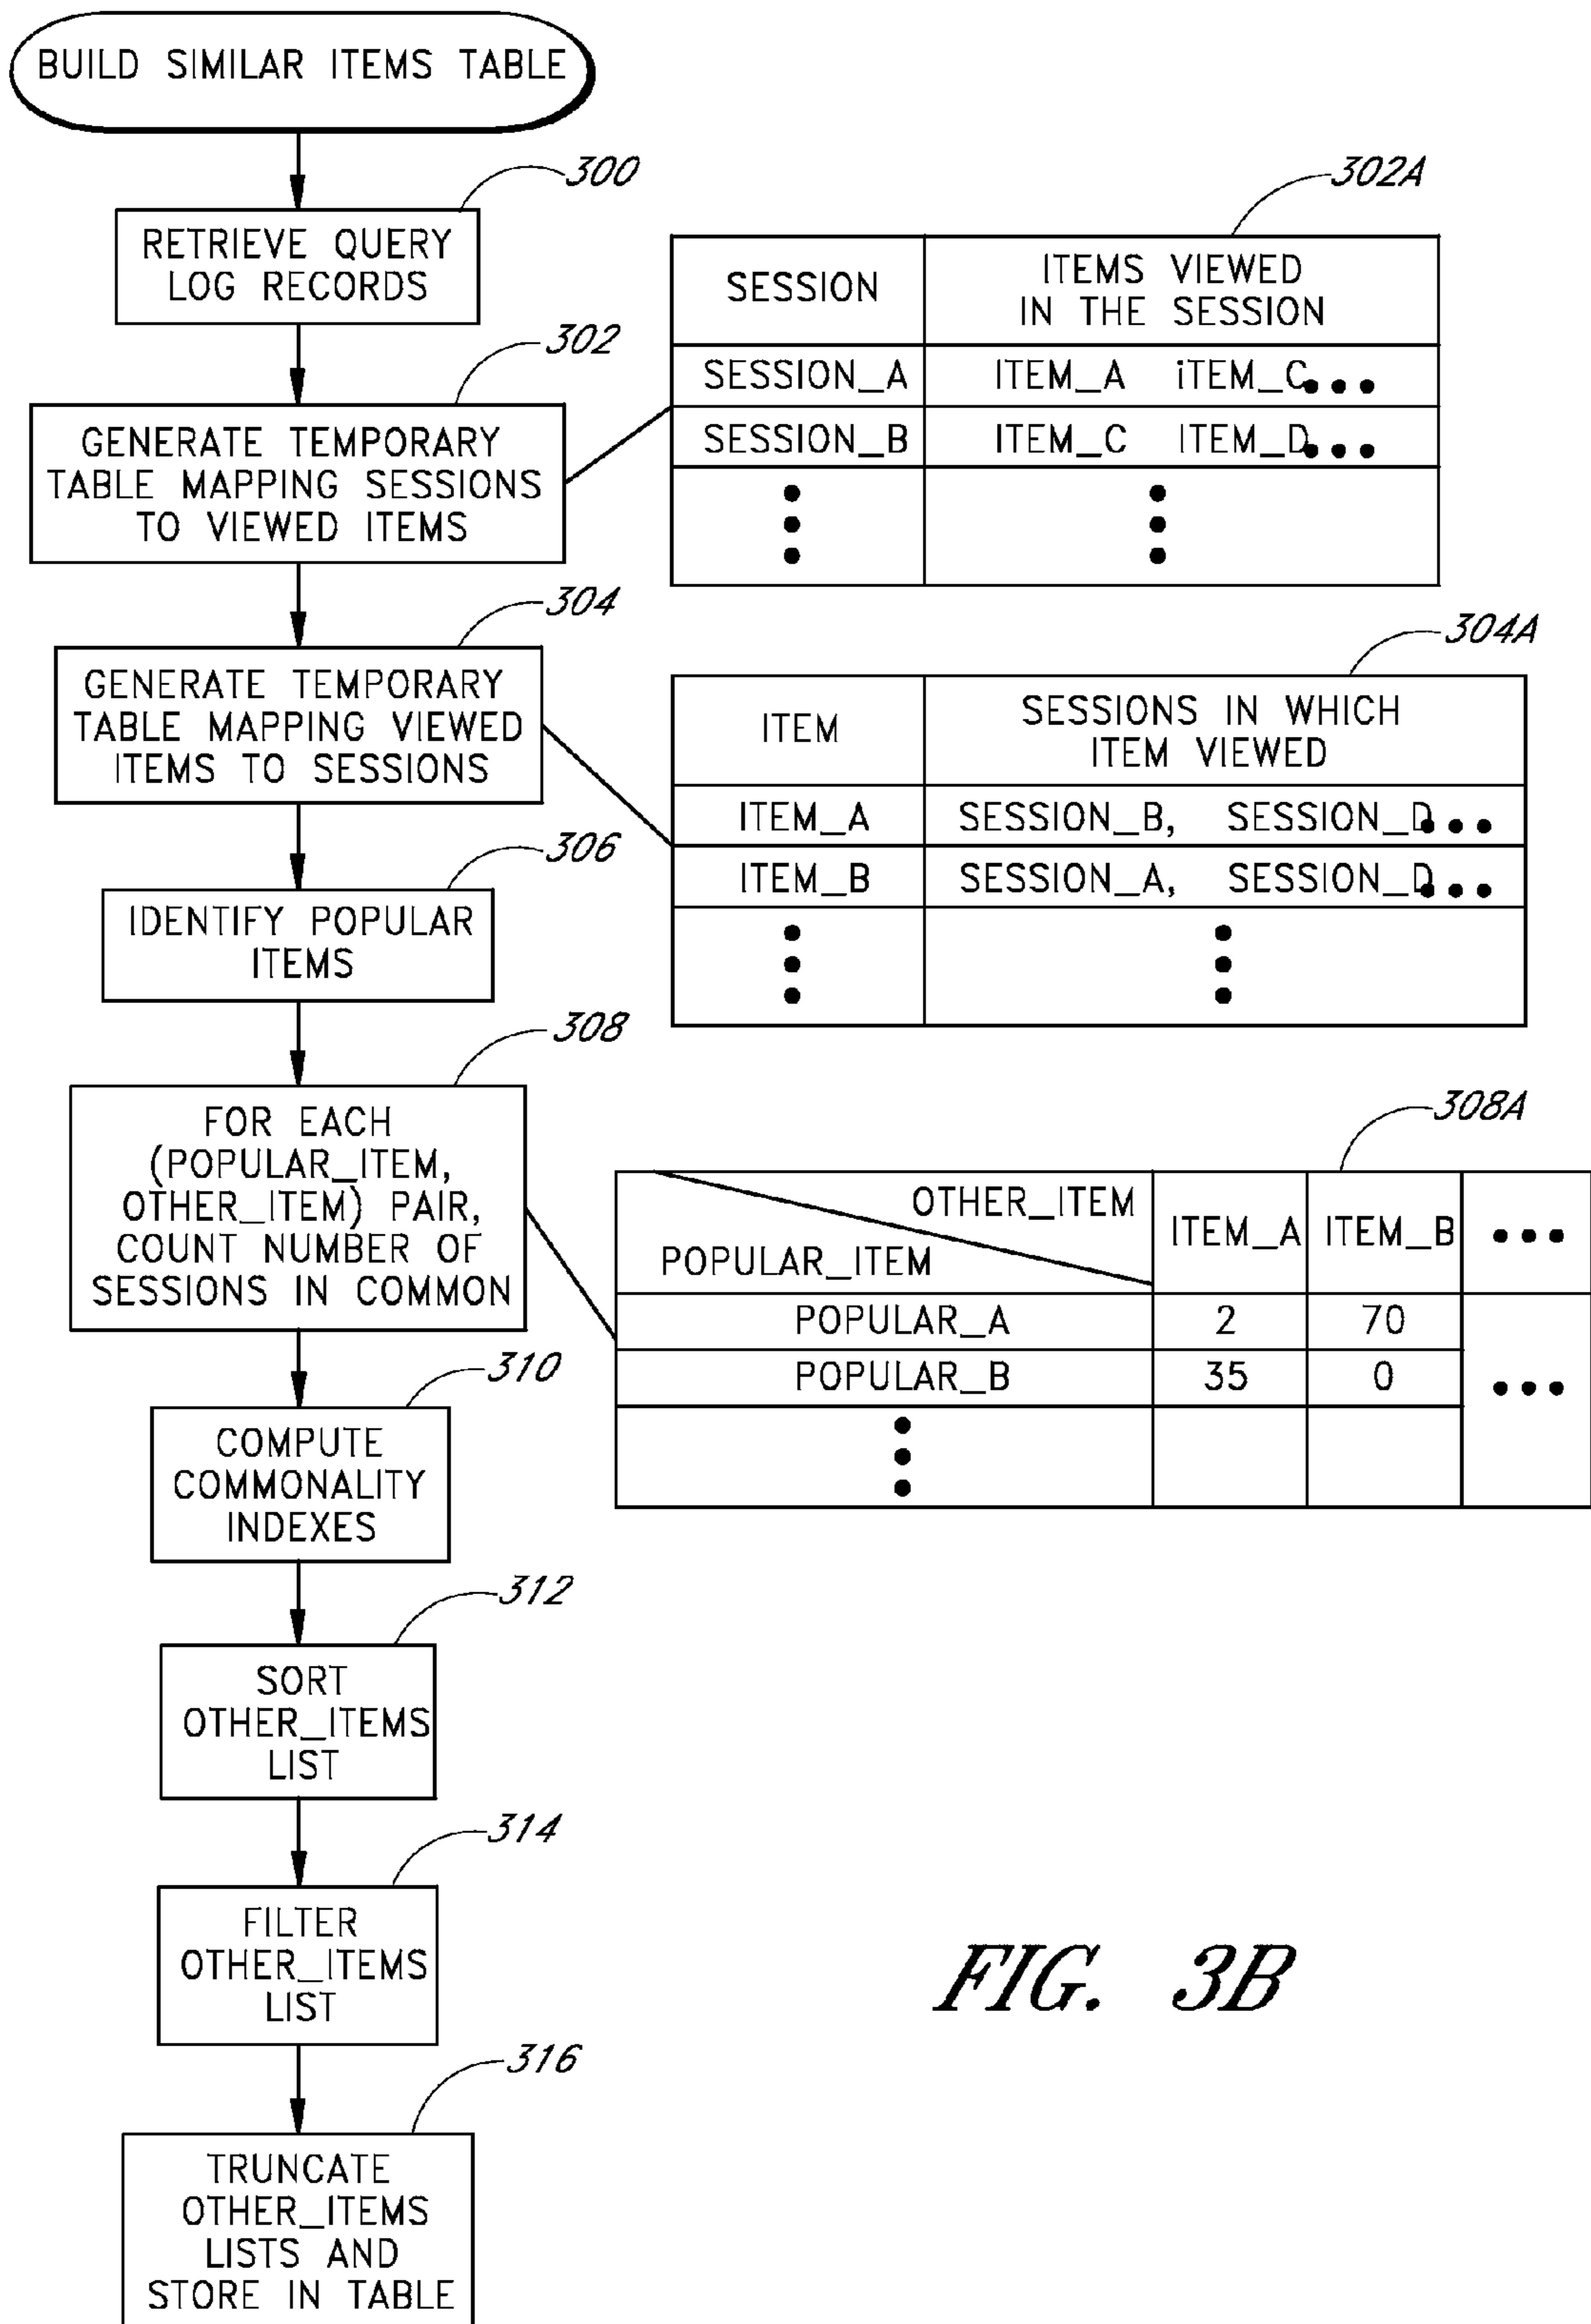 BUILD SIMILAR ITEMS TABLE
300
RETRIEVE QUERY
LOG RECORDS
302
GENERATE TEMPORARY
TABLE MAPPING SESSIONS
TO VIEWED ITEMS
302A
SESSION
ITEMS VIEWED
IN THE SESSION
SESSION_A ITEM_A iTEM_C...
SESSION_B ITEM_C ITEM_D...
304
GENERATE TEMPORARY
TABLE MAPPING VIEWED
ITEMS TO SESSIONS
304A
ITEM
SESSIONS IN WHICH
ITEM VIEWED
ITEM_A SESSION_B, SESSION_D...
ITEM_B SESSION_A, SESSION_D...
306
IDENTIFY POPULAR
ITEMS
308
FOR EACH
(POPULAR_ITEM,
OTHER_ITEM) PAIR,
COUNT NUMBER OF
SESSIONS IN COMMON
308A
OTHER_ITEM
POPULAR_ITEM
ITEM_A ITEM_B ...
POPULAR_A 2 70
POPULAR_B 35 0 ...
310
COMPUTE
COMMONALITY
INDEXES
312
SORT
OTHER_ITEMS
LIST
314
FILTER
OTHER_ITEMS
LIST
316
TRUNCATE
OTHER_ITEMS
LISTS AND
STORE IN TABLE
FIG. 3B